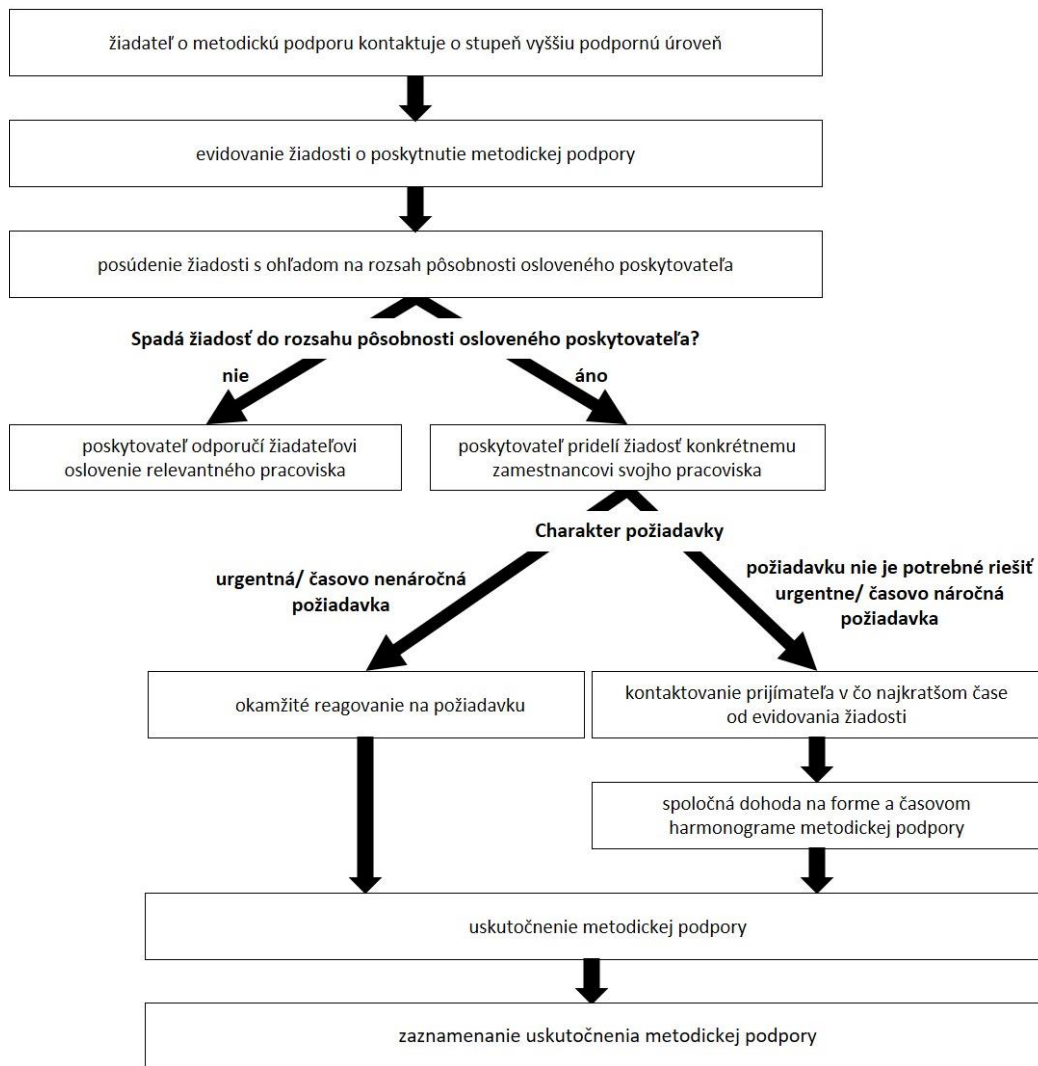 žiadateľ o metodickú podporu kontaktuje o stupeň vyššiu podpornú úroveň
evidovanie žiadosti o poskytnutie metodickej podpory
posúdenie žiadosti s ohľadom na rozsah pôsobnosti osloveného poskytovateľa
Spadá žiadosť do rozsahu pôsobnosti osloveného poskytovateľa?
nie
áno
poskytovateľ odporučí žiadateľovi
oslovenie relevantného pracoviska
poskytovateľ pridelí žiadosť konkrétnemu
zamestnancovi svojho pracoviska
Charakter požiadavky
urgentná/ časovo nenáročná
požiadavka
požiadavku nie je potrebné riešiť
urgentne/ časovo náročná
požiadavka
okamžité reagovanie na požiadavku
kontaktovanie prijímateľa v čo najkratšom čase
od evidovania žiadosti
spoločná dohoda na forme a časovom
harmonograme metodickej podpory
uskutočnenie metodickej podpory
zaznamenanie uskutočnenia metodickej podpory